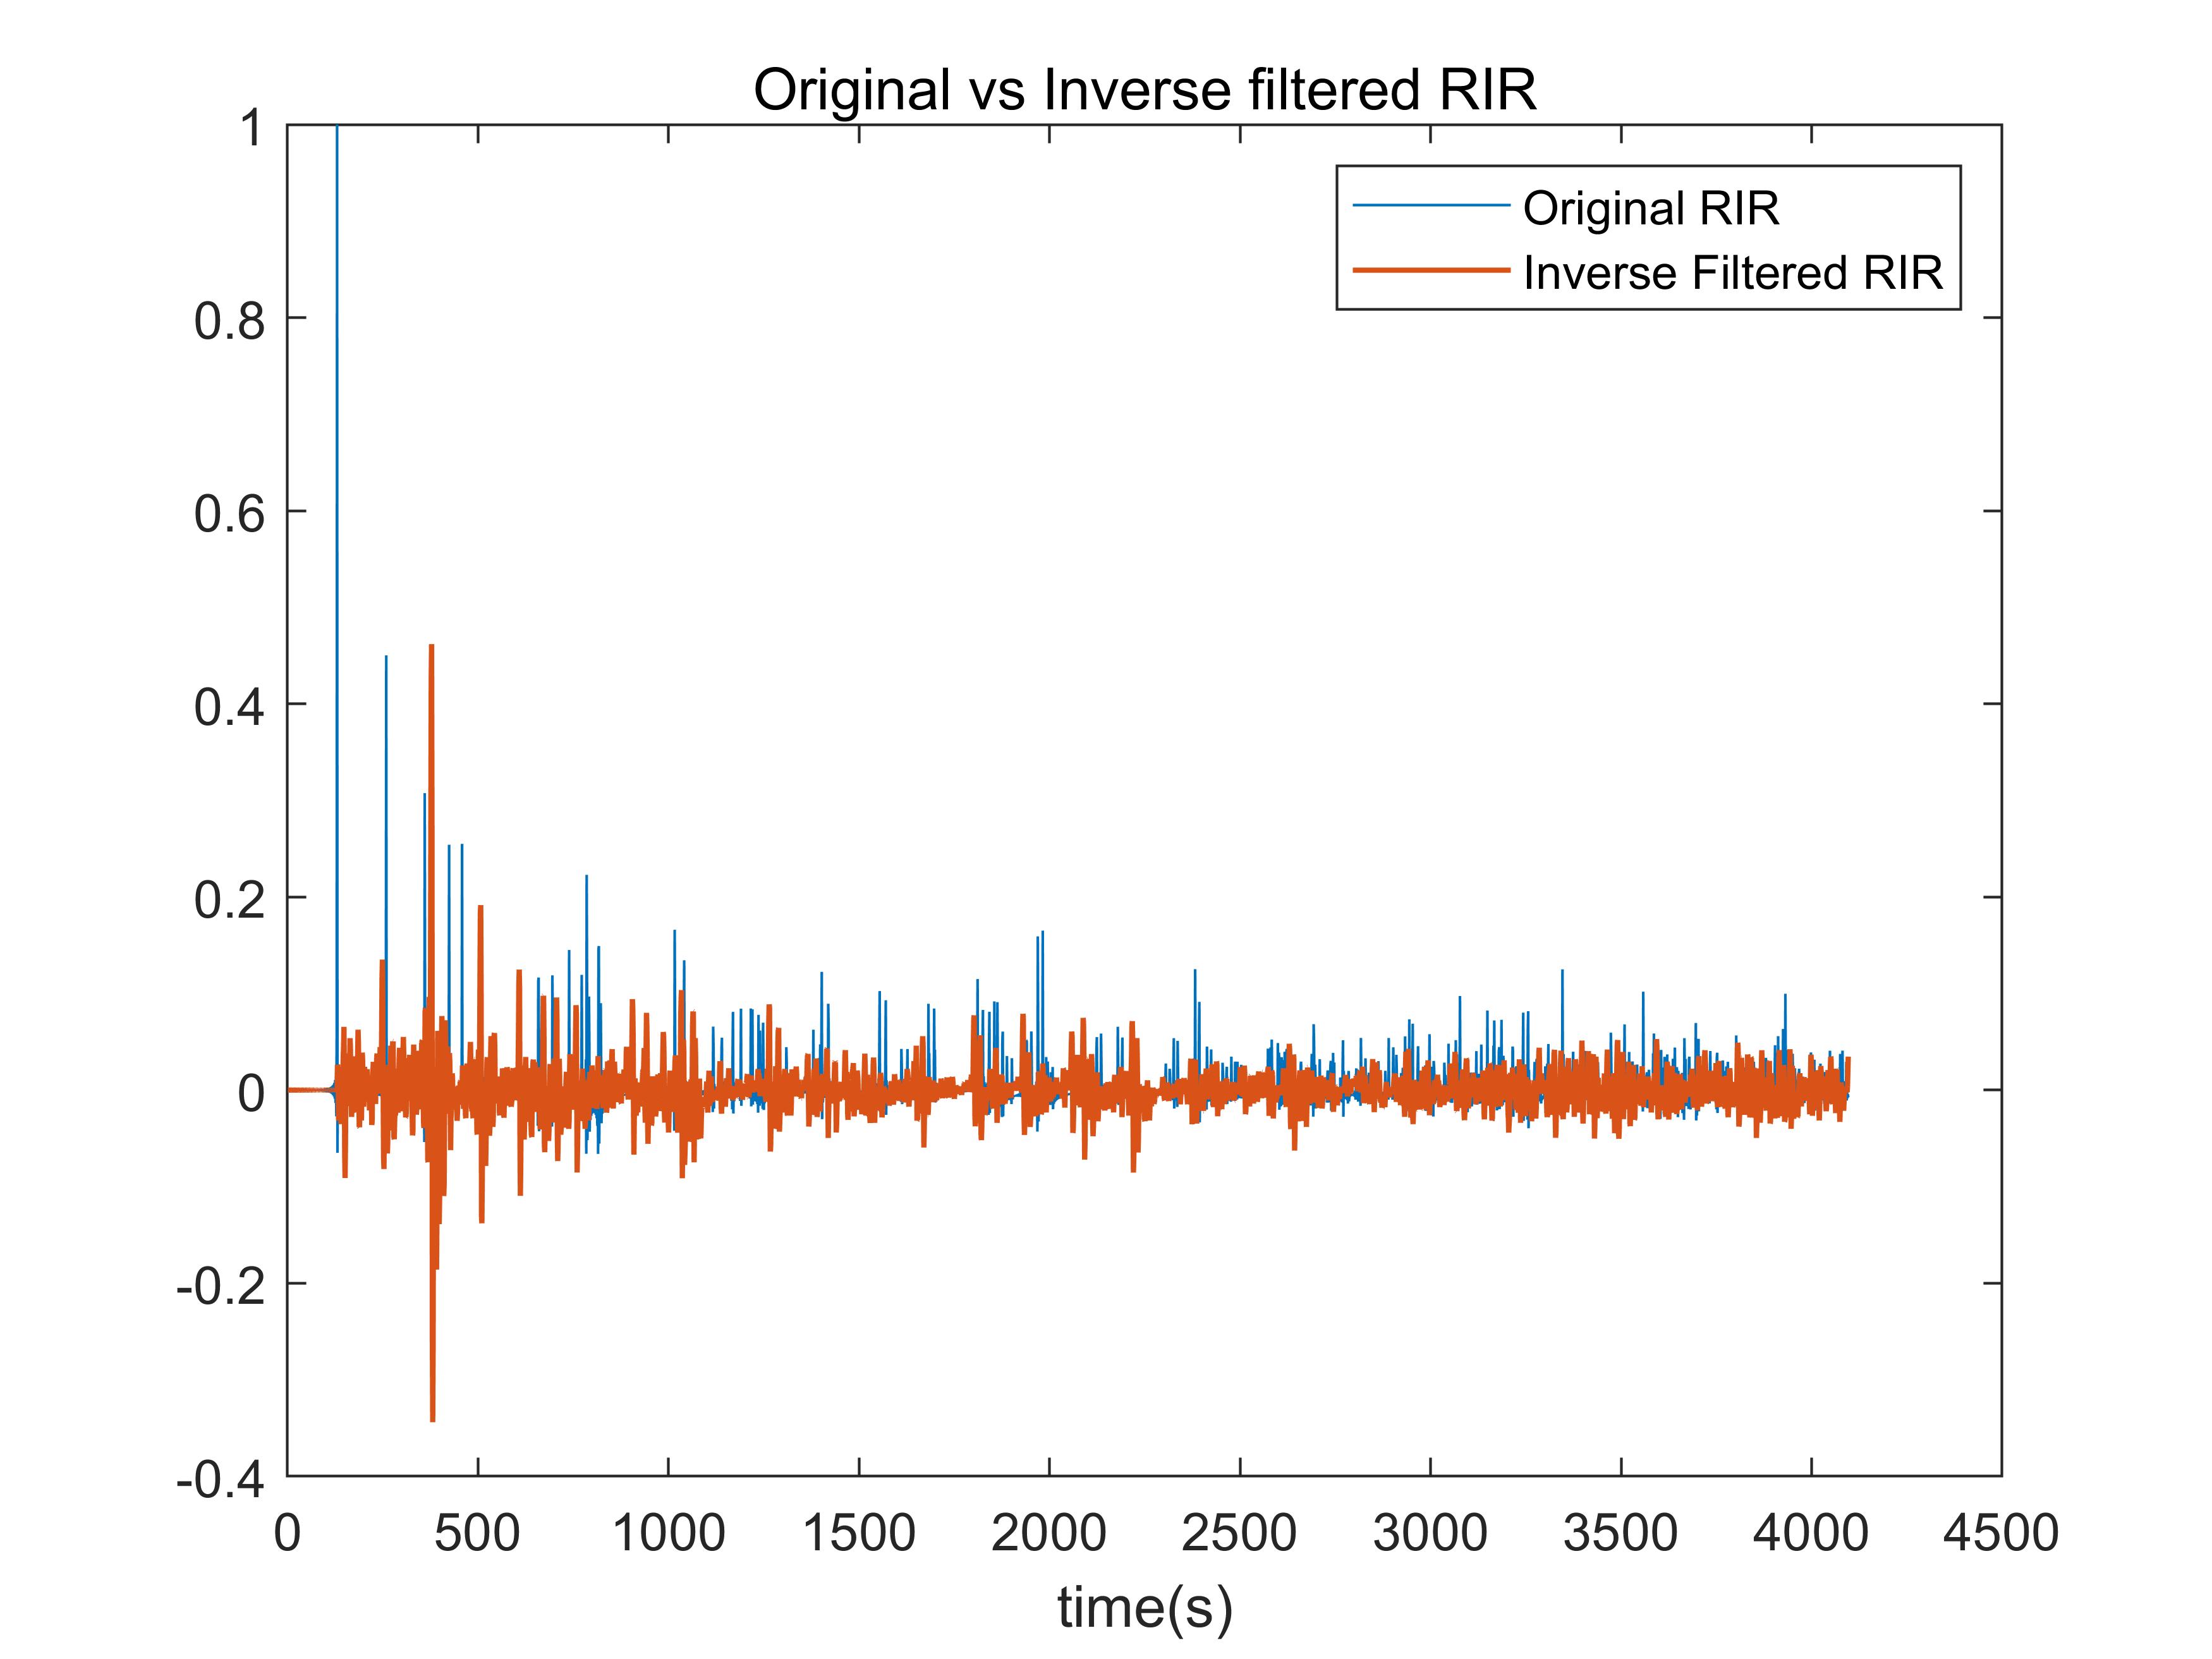 Original vs Inverse filtered RIR
1
Original RIR
Inverse Filtered RIR
0.8
0.6
0.4
0.2
0
-0.2
-0.4
0 500 1000 1500 2000 2500 3000 3500 4000 4500
time(s)